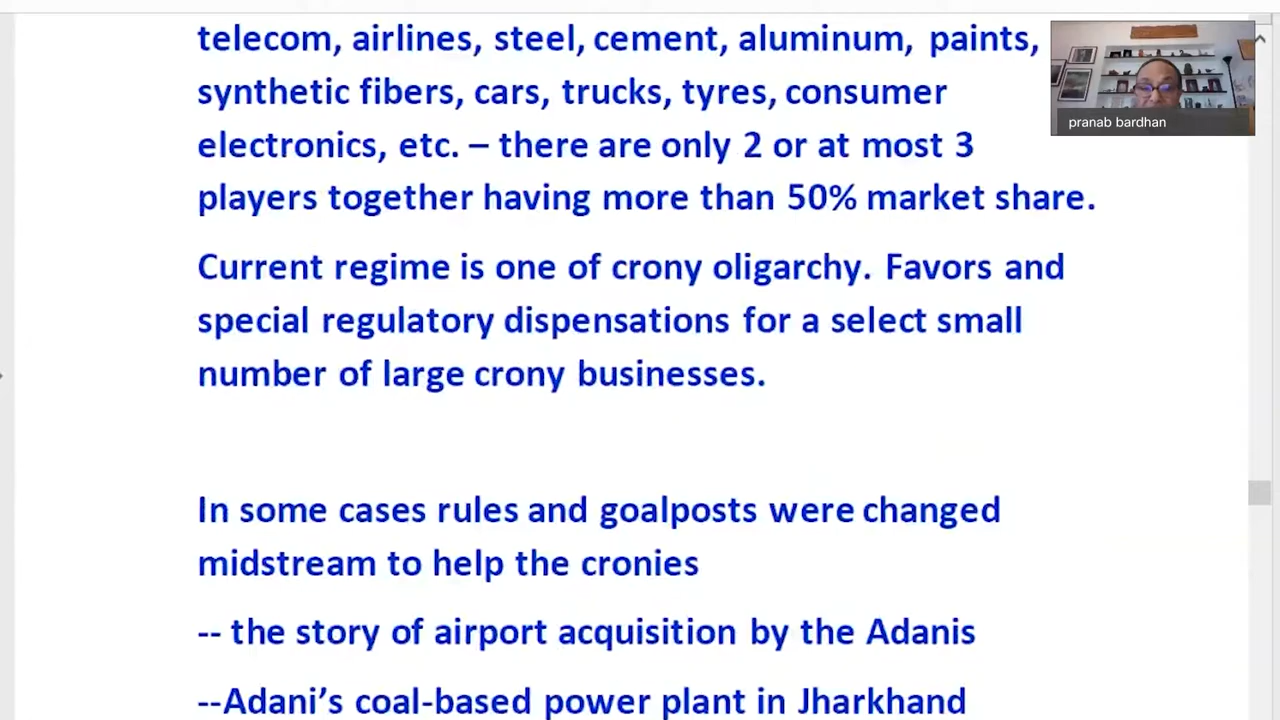 telecom, airlines, steel, cement, aluminum, paints,
synthetic fibers, cars, trucks, tyres, consumer
electronics, etc. – there are only 2 or at most 3
players together having more than 50% market share.
Current regime is one of crony oligarchy. Favors and
special regulatory dispensations for a select small
number of large crony businesses.
In some cases rules and goalposts were changed
midstream to help the cronies
-- the story of airport acquisition by the Adanis
--Adani’s coal-based power plant in Jharkhand
pranab bardhan